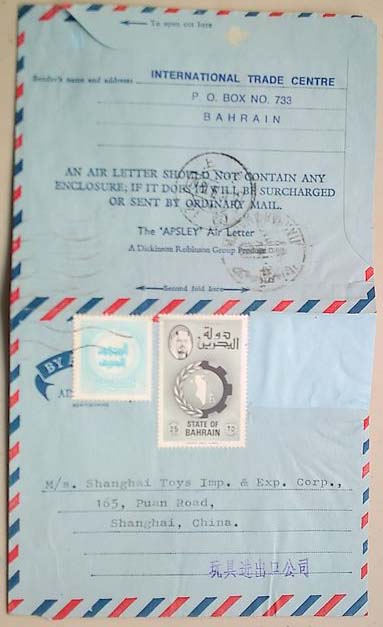 To open cut here
Sender's name and address:
INTERNATIONAL TRADE CENTRE
P. O. BOX NO. 733
BAHRAIN
AN AIR LETTER SHOULD NOT CONTAIN ANY
ENCLOSURE; IF IT DOES IT WILL BE SURCHARGED
OR SENT BY ORDINARY MAIL.
The 'APSLEY' Air Letter
A Dickinson Robinson Group Product
Second fold here
BY A
دولة
البحرين
STATE OF
BAHRAIN
25 ٢٥
M/s. Shanghai Toys Imp. & Exp. Corp.,
165, Puan Road,
Shanghai, China.
玩具进出口公司